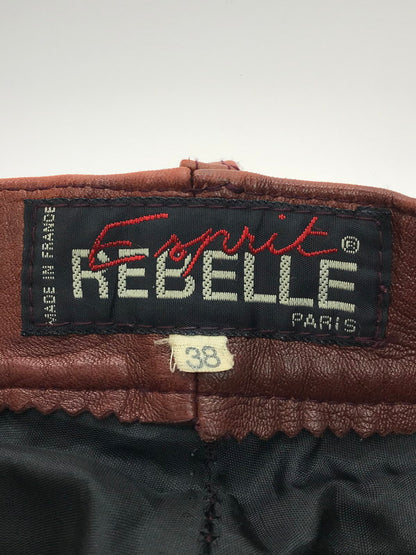 MADE IN FRANCE
Esprit
REBELLE ®
PARIS
38